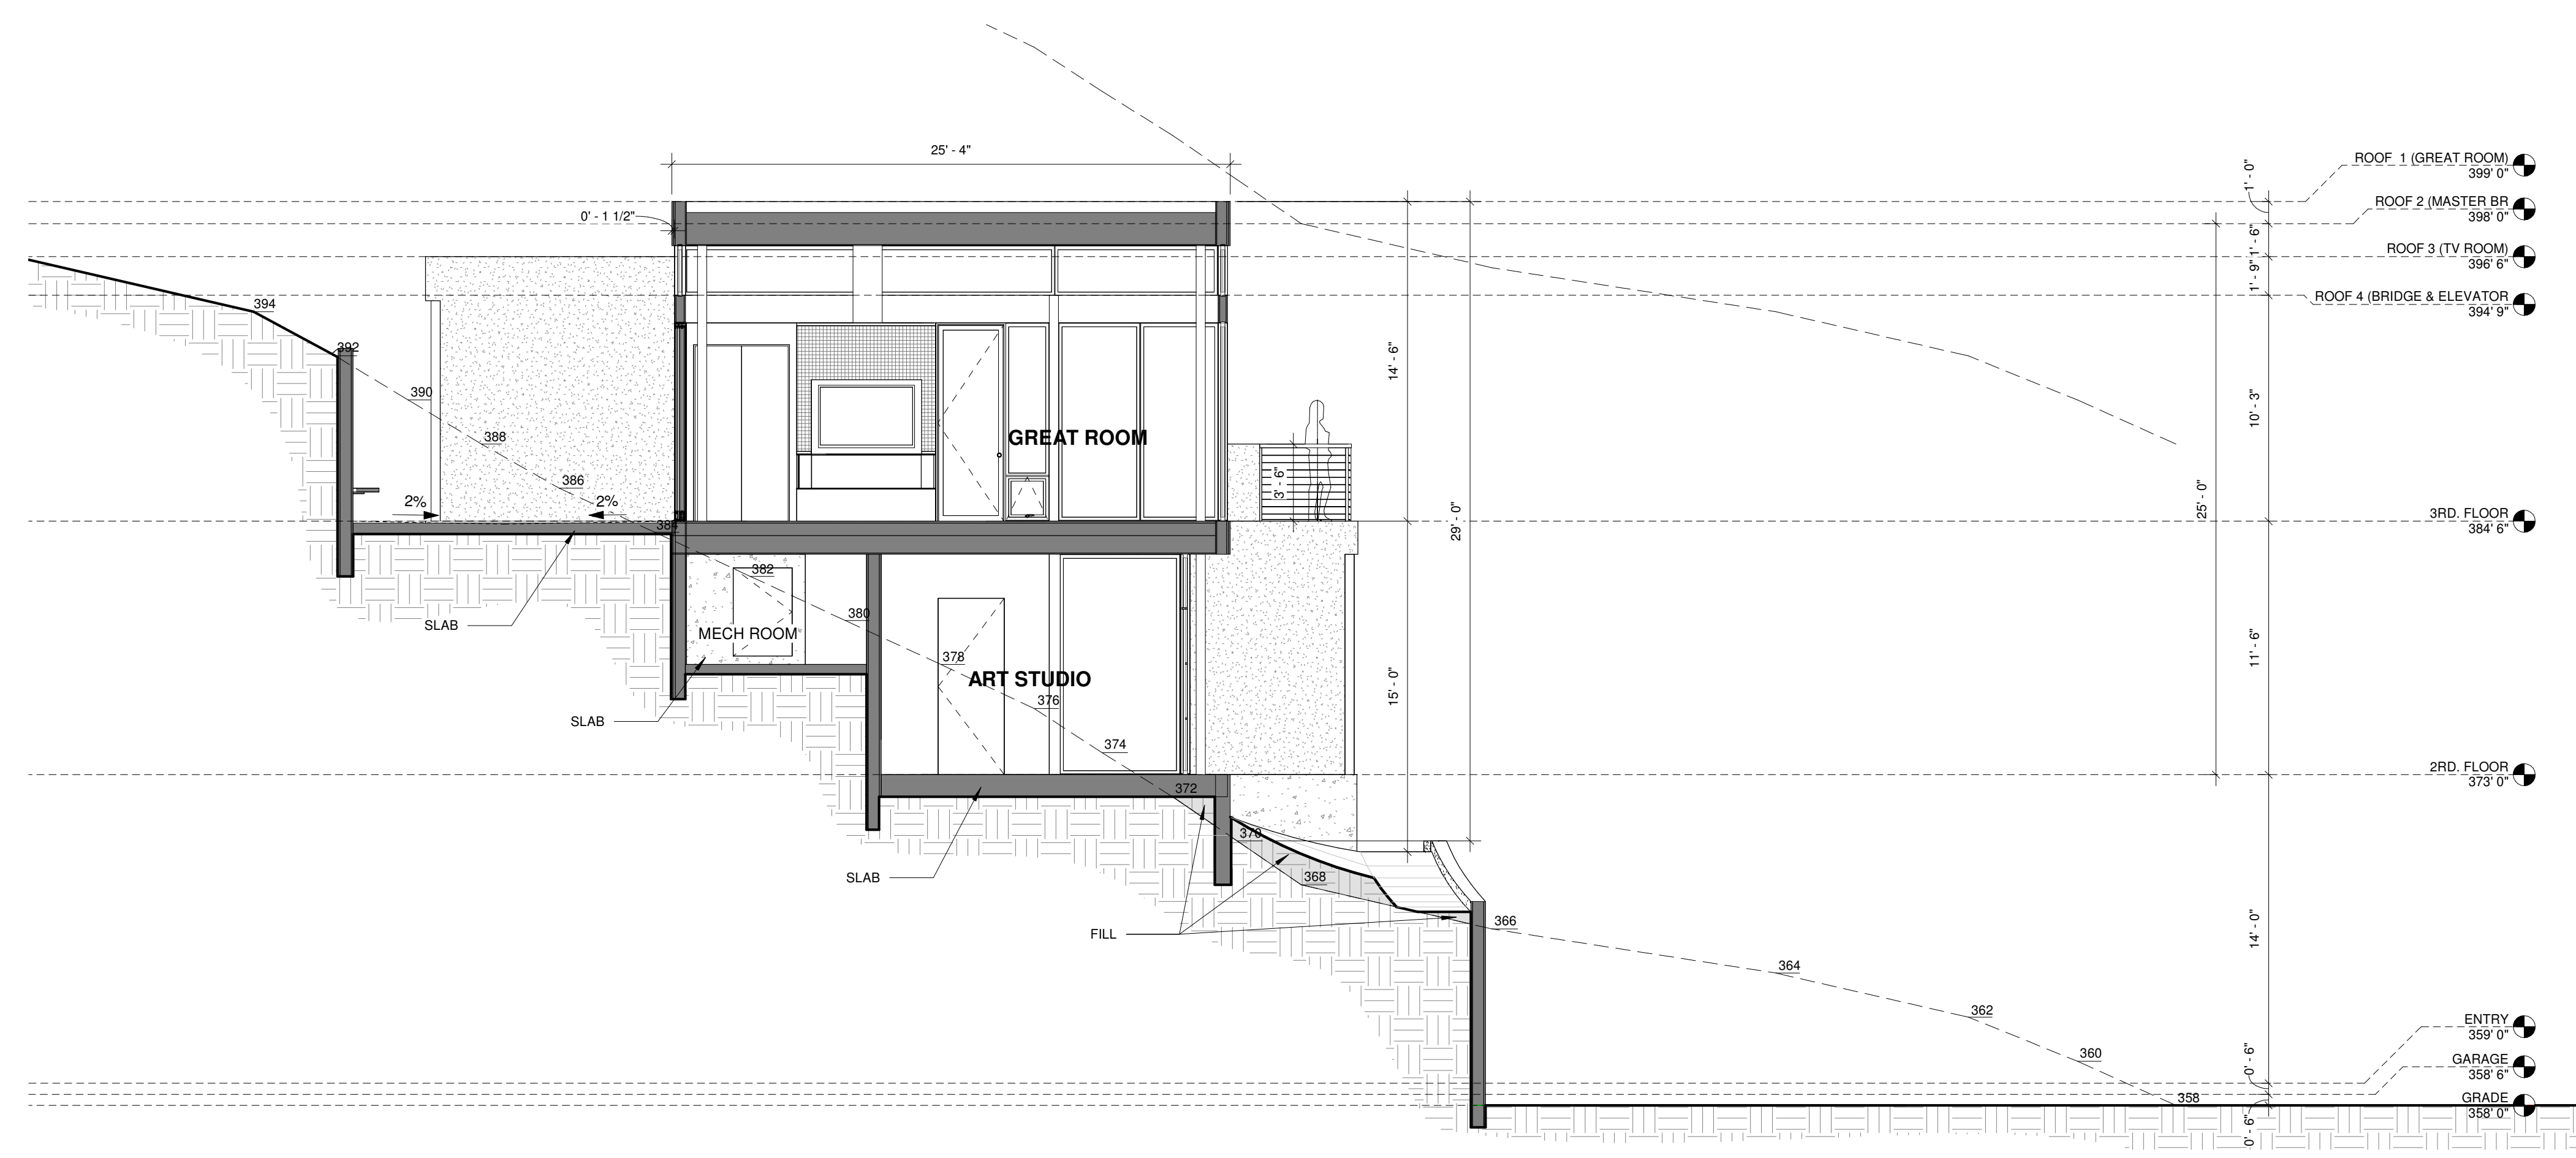 25' - 4"
ROOF 1 (GREAT ROOM)
399' 0"
1' - 0"
ROOF 2 (MASTER BR
398' 0"
0' - 1 1/2"
1' - 6"
ROOF 3 (TV ROOM)
396' 6"
1' - 9"
ROOF 4 (BRIDGE & ELEVATOR
394' 9"
394
392
390
388
386
384
2%
2%
14' - 6"
10' - 3"
GREAT ROOM
3' - 6"
29' - 0"
25' - 0"
3RD. FLOOR
384' 6"
382
380
378
376
374
372
370
368
366
364
362
360
358
SLAB
MECH ROOM
ART STUDIO
15' - 0"
11' - 6"
SLAB
2RD. FLOOR
373' 0"
SLAB
FILL
14' - 0"
ENTRY
359' 0"
0' - 6"
GARAGE
358' 6"
GRADE
358' 0"
0' - 6"